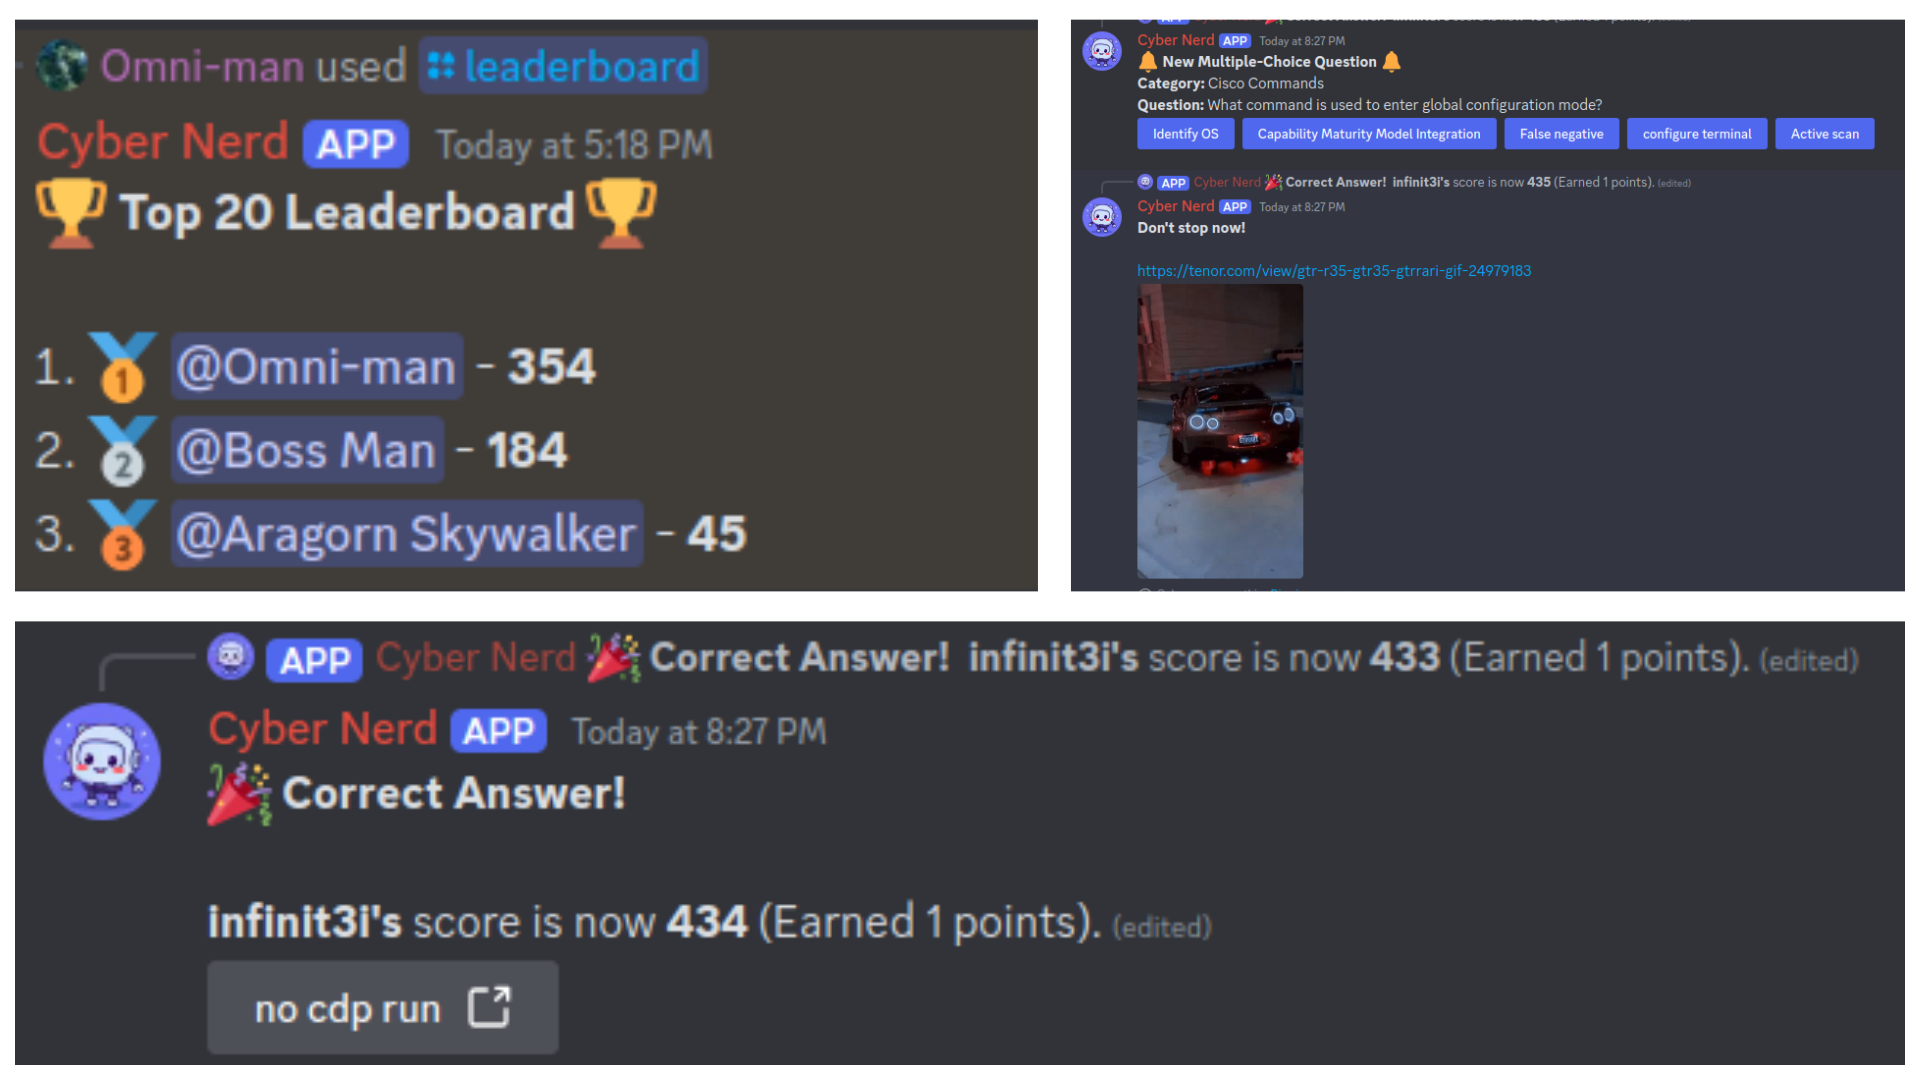 Omni-man used leaderboard
Cyber Nerd APP Today at 5:18 PM
🏆 Top 20 Leaderboard 🏆
1. 🥇 @Omni-man - 354
2. 🥈 @Boss Man - 184
3. 🥉 @Aragorn Skywalker - 45
Cyber Nerd APP Today at 8:27 PM
🔔 New Multiple-Choice Question 🔔
Category: Cisco Commands
Question: What command is used to enter global configuration mode?
Identify OS Capability Maturity Model Integration False negative configure terminal Active scan
APP Cyber Nerd 🎉 Correct Answer! infinit3i's score is now 435 (Earned 1 points). (edited)
Cyber Nerd APP Today at 8:27 PM
Don't stop now!
https://tenor.com/view/gtr-r35-gtr35-gtrrari-gif-24979183
APP Cyber Nerd 🎉 Correct Answer! infinit3i's score is now 433 (Earned 1 points). (edited)
Cyber Nerd APP Today at 8:27 PM
🎉 Correct Answer!
infinit3i's score is now 434 (Earned 1 points). (edited)
no cdp run